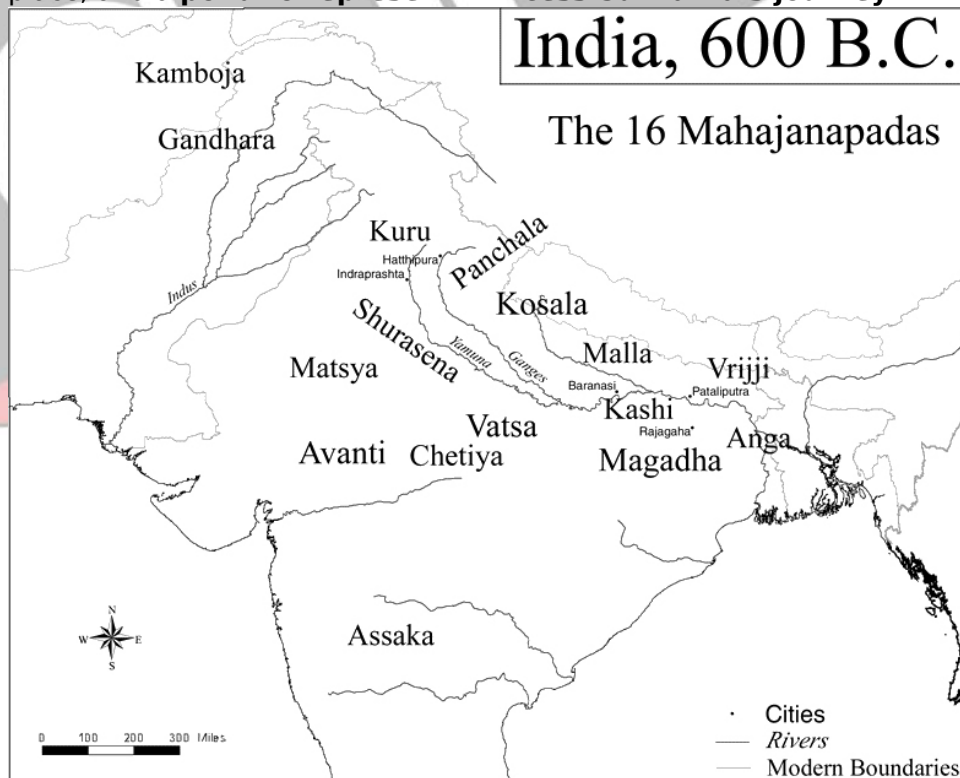 India, 600 B.C.
The 16 Mahajanapadas
Kamboja
Gandhara
Kuru
Hatthipura
Indraprashta
Panchala
Indus
Kosala
Shurasena
Yamuna
Ganges
Malla
Vrijji
Matsya
Baranasi
Pataliputra
Kashi
Vatsa
Rajagaha
Anga
Avanti
Chetiya
Magadha
Assaka
N
W E
S
0 100 200 300 Miles
Cities
Rivers
Modern Boundaries